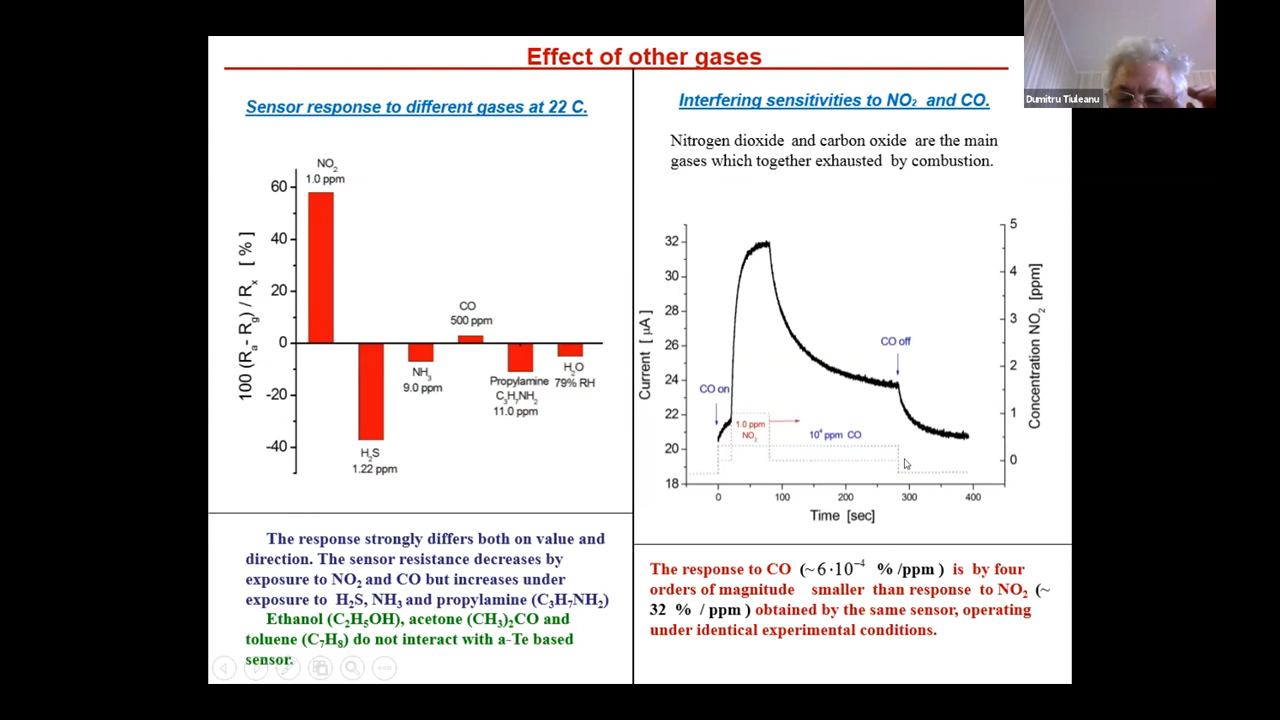 Effect of other gases
Dumitru Tiuleanu
Sensor response to different gases at 22 C.
100 (Rₐ - R_g) / Rₓ [ % ]
60
40
20
0
-20
-40
NO₂
1.0 ppm
H₂S
1.22 ppm
NH₃
9.0 ppm
CO
500 ppm
Propylamine
C₃H₇NH₂
11.0 ppm
H₂O
79% RH
The response strongly differs both on value and
direction. The sensor resistance decreases by
exposure to NO₂ and CO but increases under
exposure to H₂S, NH₃ and propylamine (C₃H₇NH₂)
Ethanol (C₂H₅OH), acetone (CH₃)₂CO and
toluene (C₇H₈) do not interact with a-Te based
sensor.
Interfering sensitivities to NO₂ and CO.
Nitrogen dioxide and carbon oxide are the main
gases which together exhausted by combustion.
Current [ µA ]
32
30
28
26
24
22
20
18
CO on
1.0 ppm
NO₂
10⁴ ppm CO
CO off
5
4
3
2
1
0
Concentration NO₂ [ppm]
0 100 200 300 400
Time [sec]
The response to CO (~6·10⁻⁴ % /ppm ) is by four
orders of magnitude smaller than response to NO₂ (~
32 % / ppm ) obtained by the same sensor, operating
under identical experimental conditions.